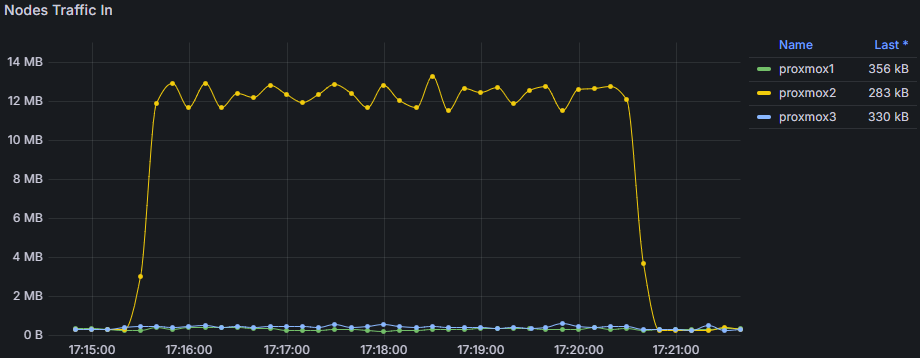 Nodes Traffic In
14 MB
12 MB
10 MB
8 MB
6 MB
4 MB
2 MB
0 B
17:15:00 17:16:00 17:17:00 17:18:00 17:19:00 17:20:00 17:21:00
Name Last *
proxmox1 356 kB
proxmox2 283 kB
proxmox3 330 kB